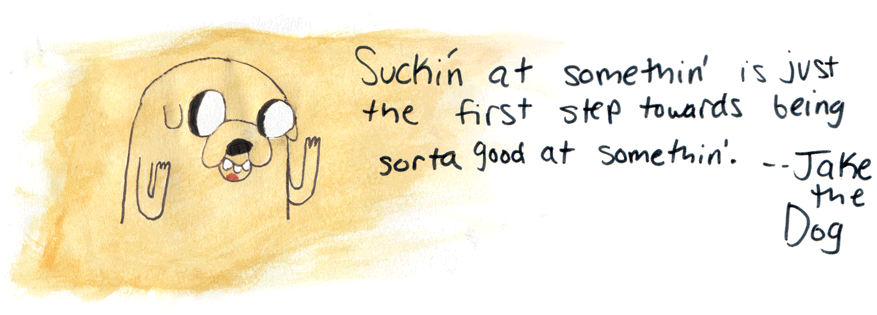 Suckin' at somethin' is just
the first step towards being
sorta good at somethin'. --Jake
the
Dog